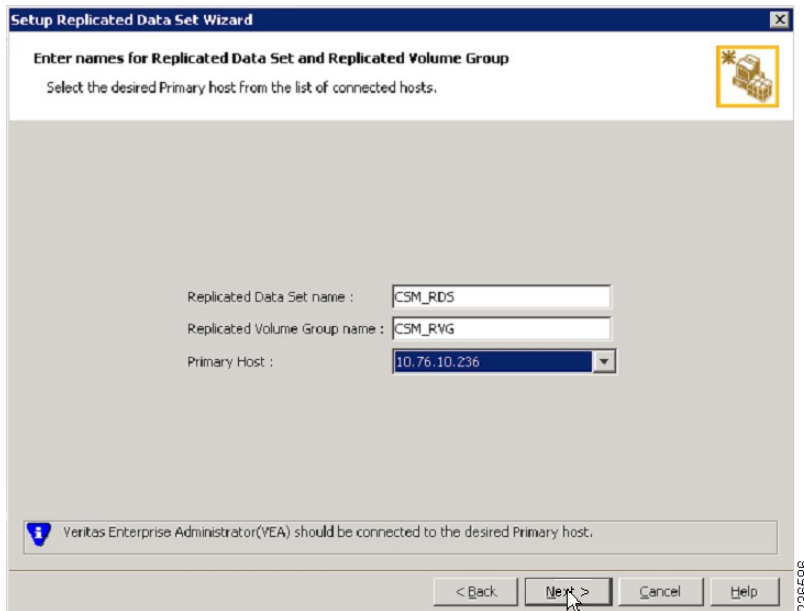 Setup Replicated Data Set Wizard
Enter names for Replicated Data Set and Replicated Volume Group
Select the desired Primary host from the list of connected hosts.
Replicated Data Set name : CSM_RDS
Replicated Volume Group name : CSM_RVG
Primary Host : 10.76.10.236
Veritas Enterprise Administrator(VEA) should be connected to the desired Primary host.
< Back Next > Cancel Help